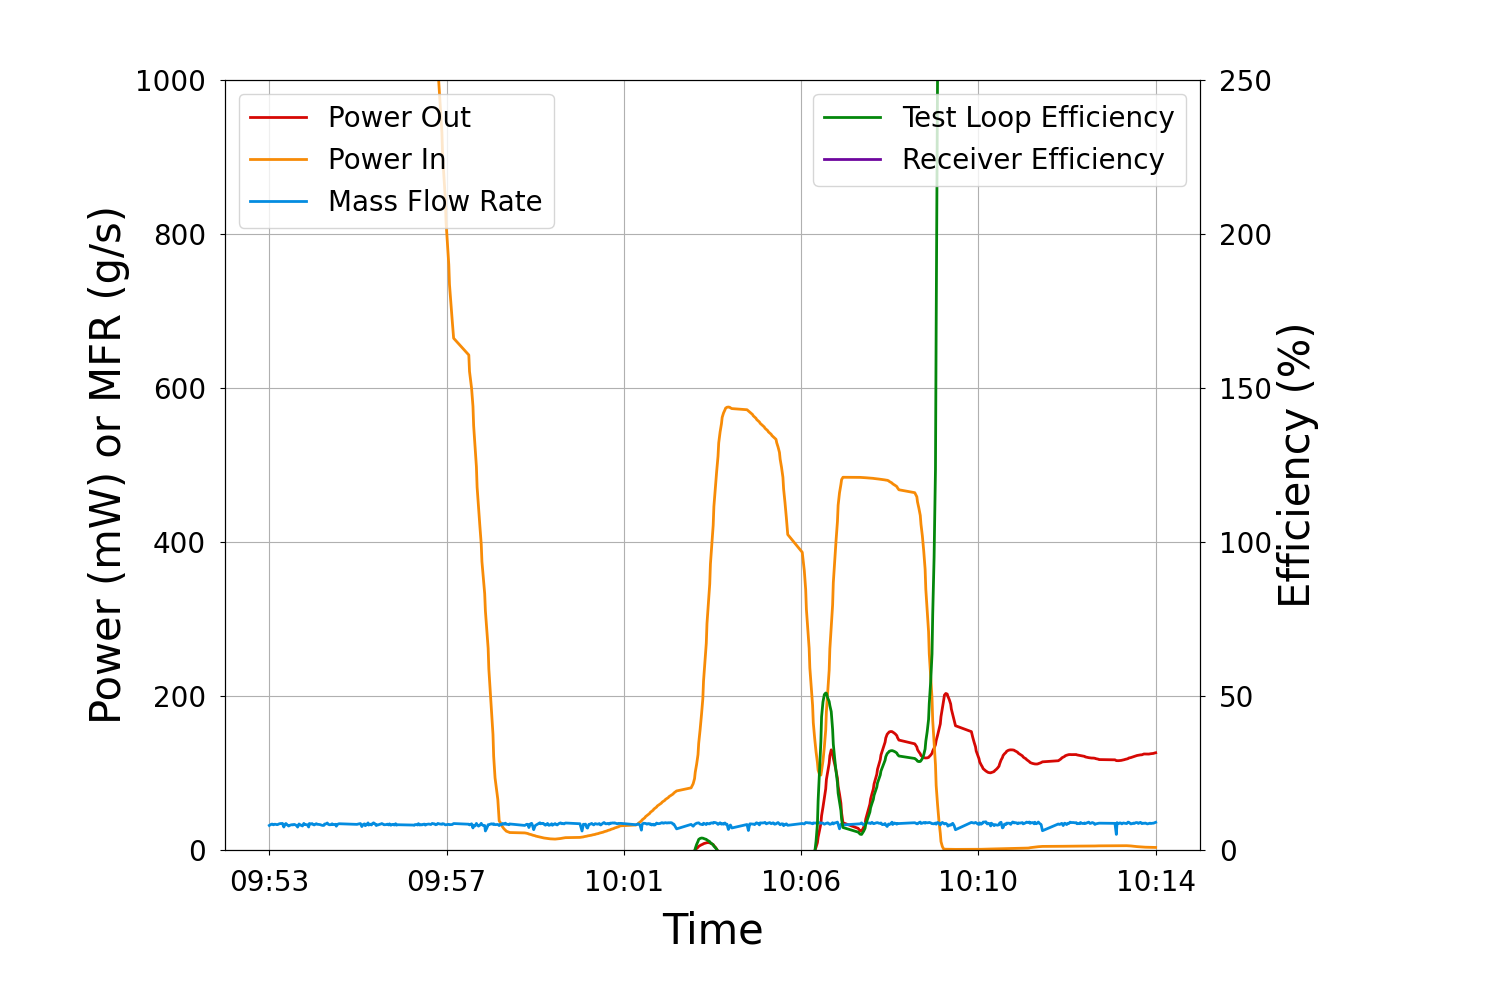 1000
800
600
400
200
0
Power (mW) or MFR (g/s)
Power Out
Power In
Mass Flow Rate
Test Loop Efficiency
Receiver Efficiency
250
200
150
100
50
0
Efficiency (%)
09:53 09:57 10:01 10:06 10:10 10:14
Time